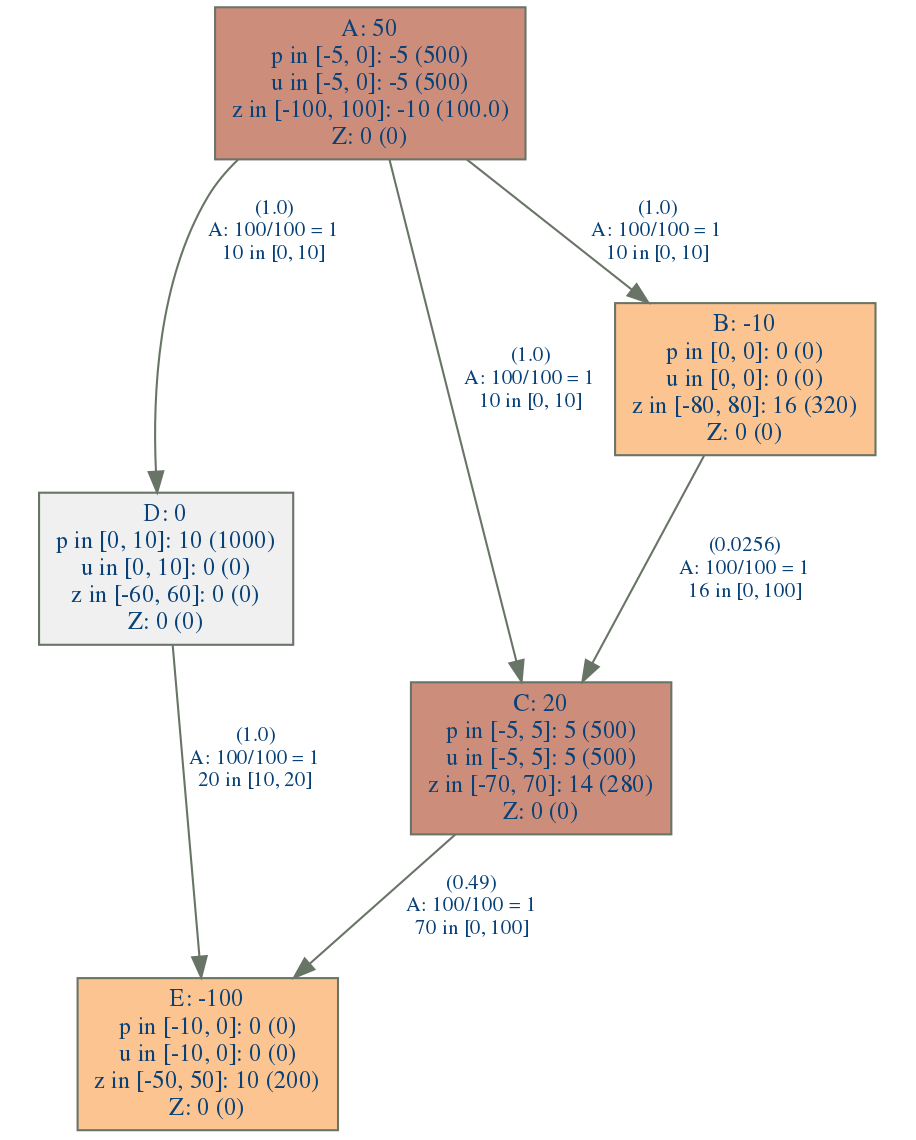 A: 50
p in [-5, 0]: -5 (500)
u in [-5, 0]: -5 (500)
z in [-100, 100]: -10 (100.0)
Z: 0 (0)
(1.0)
A: 100/100 = 1
10 in [0, 10]
(1.0)
A: 100/100 = 1
10 in [0, 10]
(1.0)
A: 100/100 = 1
10 in [0, 10]
B: -10
p in [0, 0]: 0 (0)
u in [0, 0]: 0 (0)
z in [-80, 80]: 16 (320)
Z: 0 (0)
D: 0
p in [0, 10]: 10 (1000)
u in [0, 10]: 0 (0)
z in [-60, 60]: 0 (0)
Z: 0 (0)
(0.0256)
A: 100/100 = 1
16 in [0, 100]
C: 20
p in [-5, 5]: 5 (500)
u in [-5, 5]: 5 (500)
z in [-70, 70]: 14 (280)
Z: 0 (0)
(1.0)
A: 100/100 = 1
20 in [10, 20]
(0.49)
A: 100/100 = 1
70 in [0, 100]
E: -100
p in [-10, 0]: 0 (0)
u in [-10, 0]: 0 (0)
z in [-50, 50]: 10 (200)
Z: 0 (0)